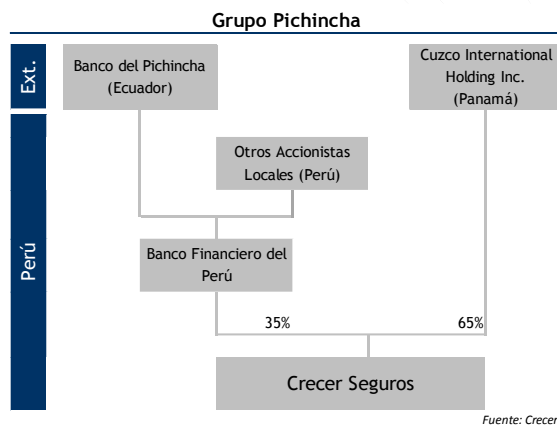 Grupo Pichincha
Ext.
Banco del Pichincha
(Ecuador)
Cuzco International
Holding Inc.
(Panamá)
Perú
Otros Accionistas
Locales (Perú)
Banco Financiero del
Perú
35%
65%
Crecer Seguros
Fuente: Crecer